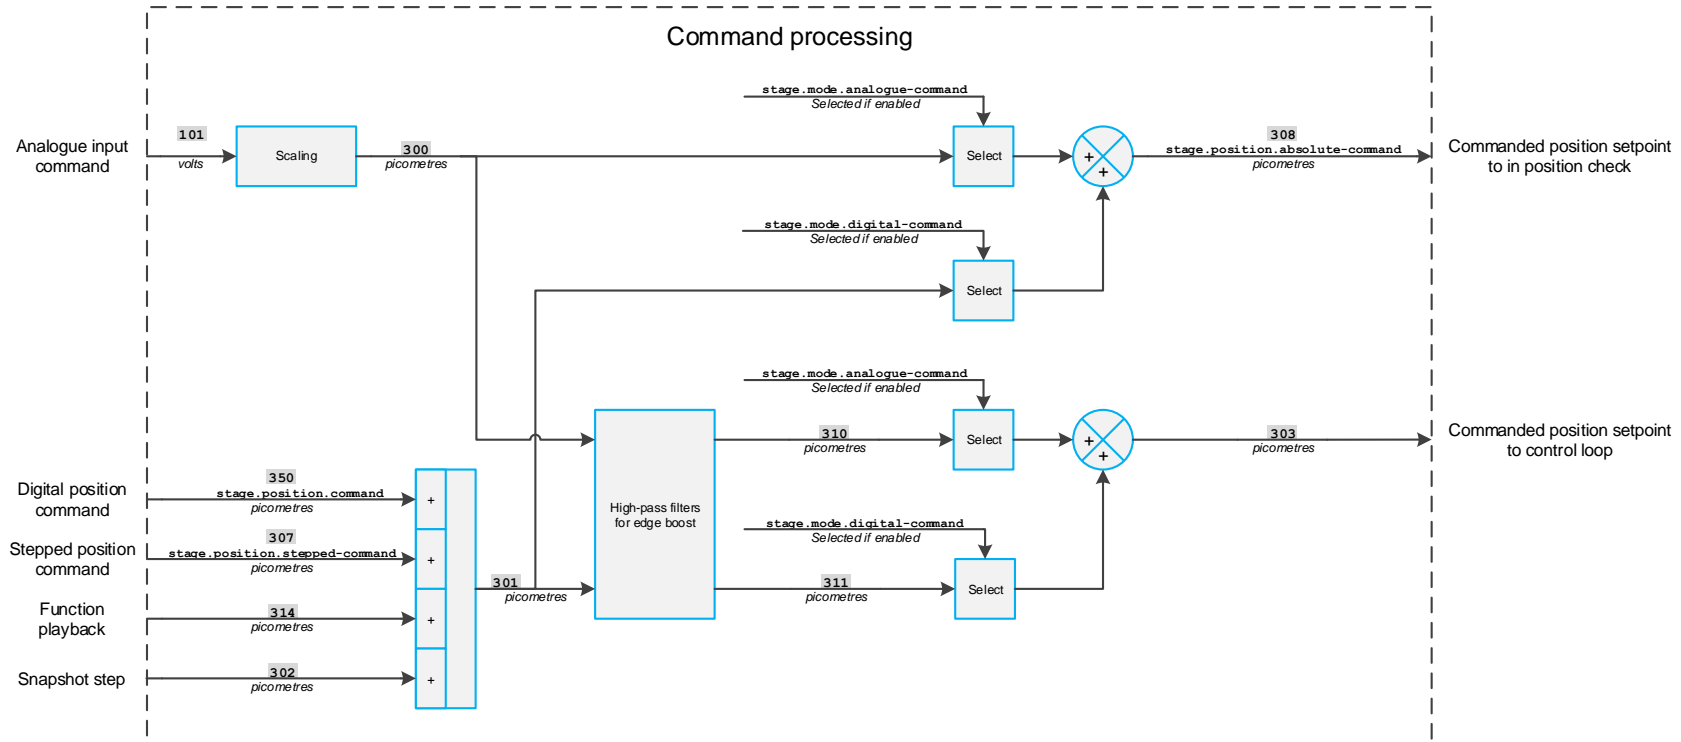 Command processing
stage.mode.analogue-command
Selected if enabled
Analogue input
command
101
volts
Scaling
300
picometres
Select
+
+
308
stage.position.absolute-command
picometres
Commanded position setpoint
to in position check
stage.mode.digital-command
Selected if enabled
Select
stage.mode.analogue-command
Selected if enabled
310
picometres
Select
+
+
303
picometres
Commanded position setpoint
to control loop
High-pass filters
for edge boost
Digital position
command
350
stage.position.command
picometres
+
stage.mode.digital-command
Selected if enabled
Stepped position
command
307
stage.position.stepped-command
picometres
+
301
picometres
311
picometres
Select
Function
playback
314
picometres
+
Snapshot step
302
picometres
+